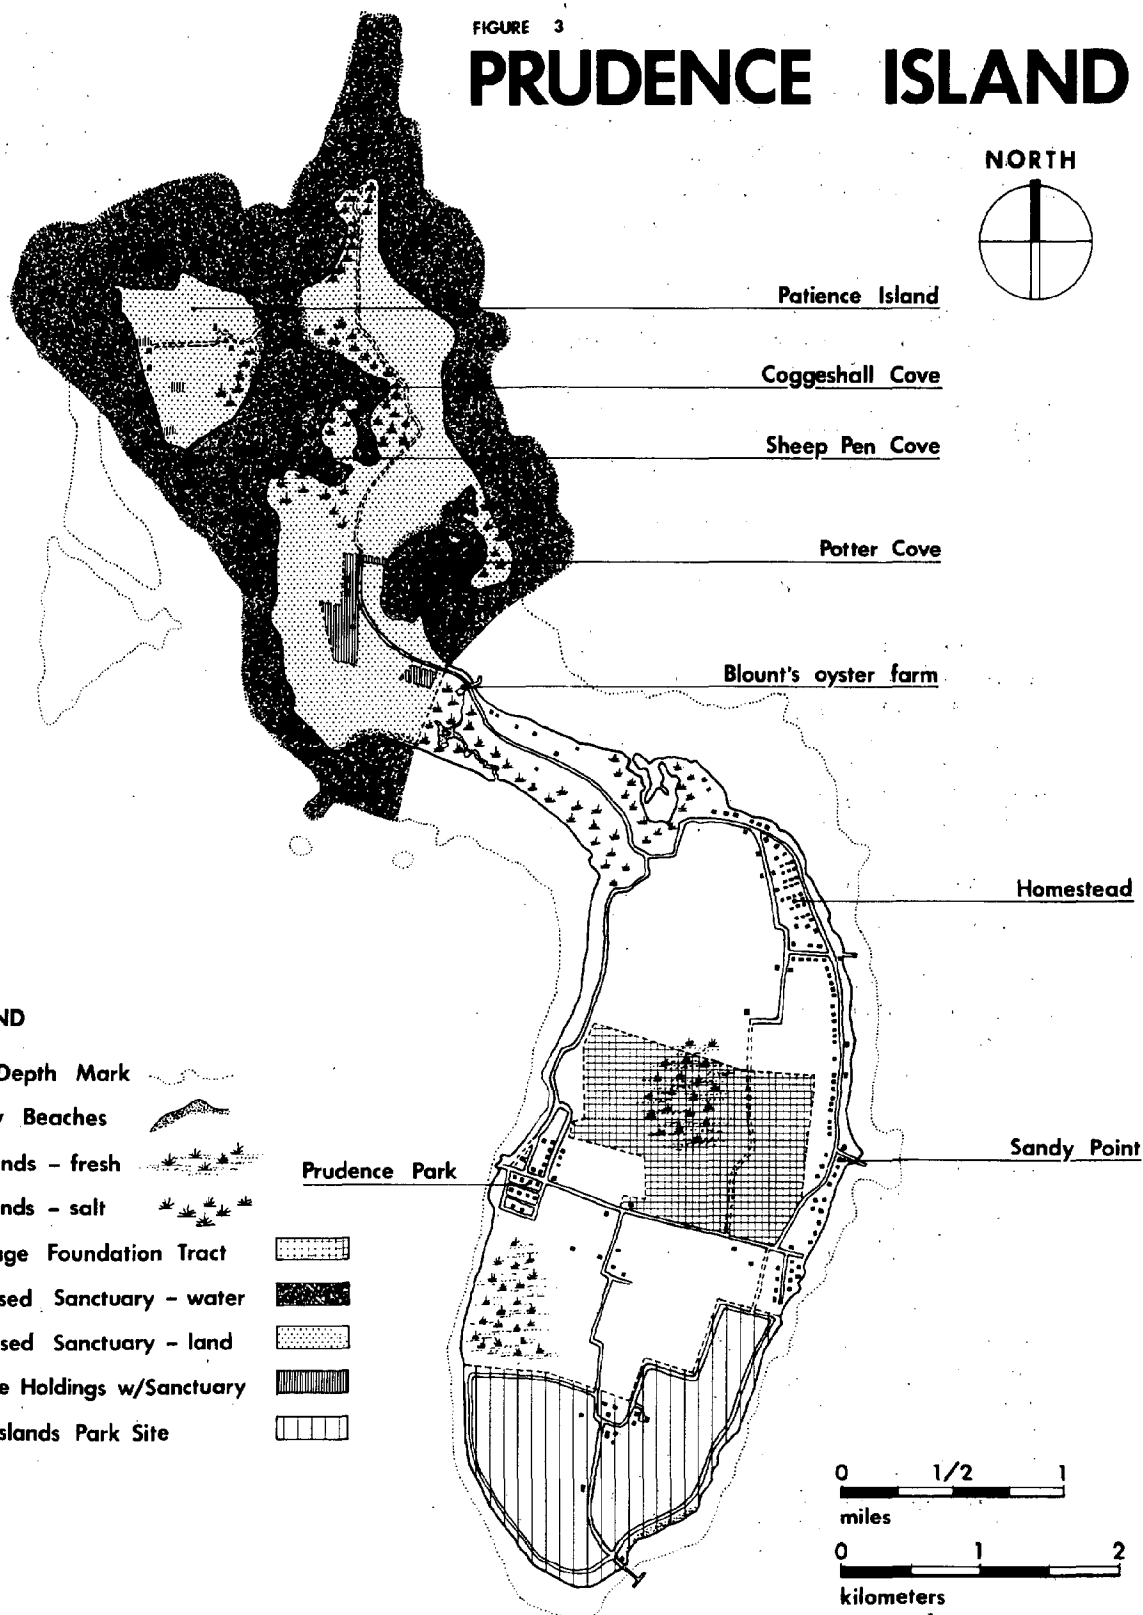 FIGURE 3
PRUDENCE ISLAND
NORTH
Patience Island
Coggeshall Cove
Sheep Pen Cove
Potter Cove
Blount's oyster farm
Homestead
Sandy Point
Prudence Park
ND
Depth Mark
y Beaches
nds - fresh
nds - salt
age Foundation Tract
sed Sanctuary - water
sed Sanctuary - land
e Holdings w/Sanctuary
slands Park Site
0 1/2 1
miles
0 1 2
kilometers